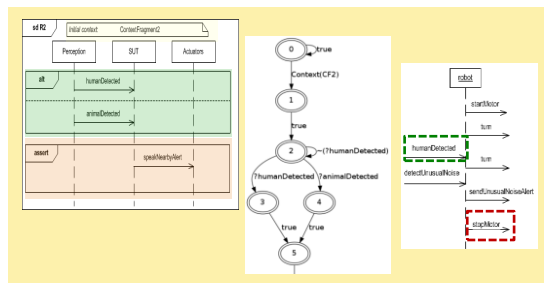 sd R2
Initial context
ContextFragment2
Perception
SUT
Actuators
alt
humanDetected
animalDetected
assert
speakNearbyAlert
0
true
Context(CF2)
1
true
2
~(?humanDetected)
?humanDetected
?animalDetected
3
4
true
true
5
robot
startMotor
turn
humanDetected
turn
detectUnusualNoise
sendUnusualNoiseAlert
stopMotor